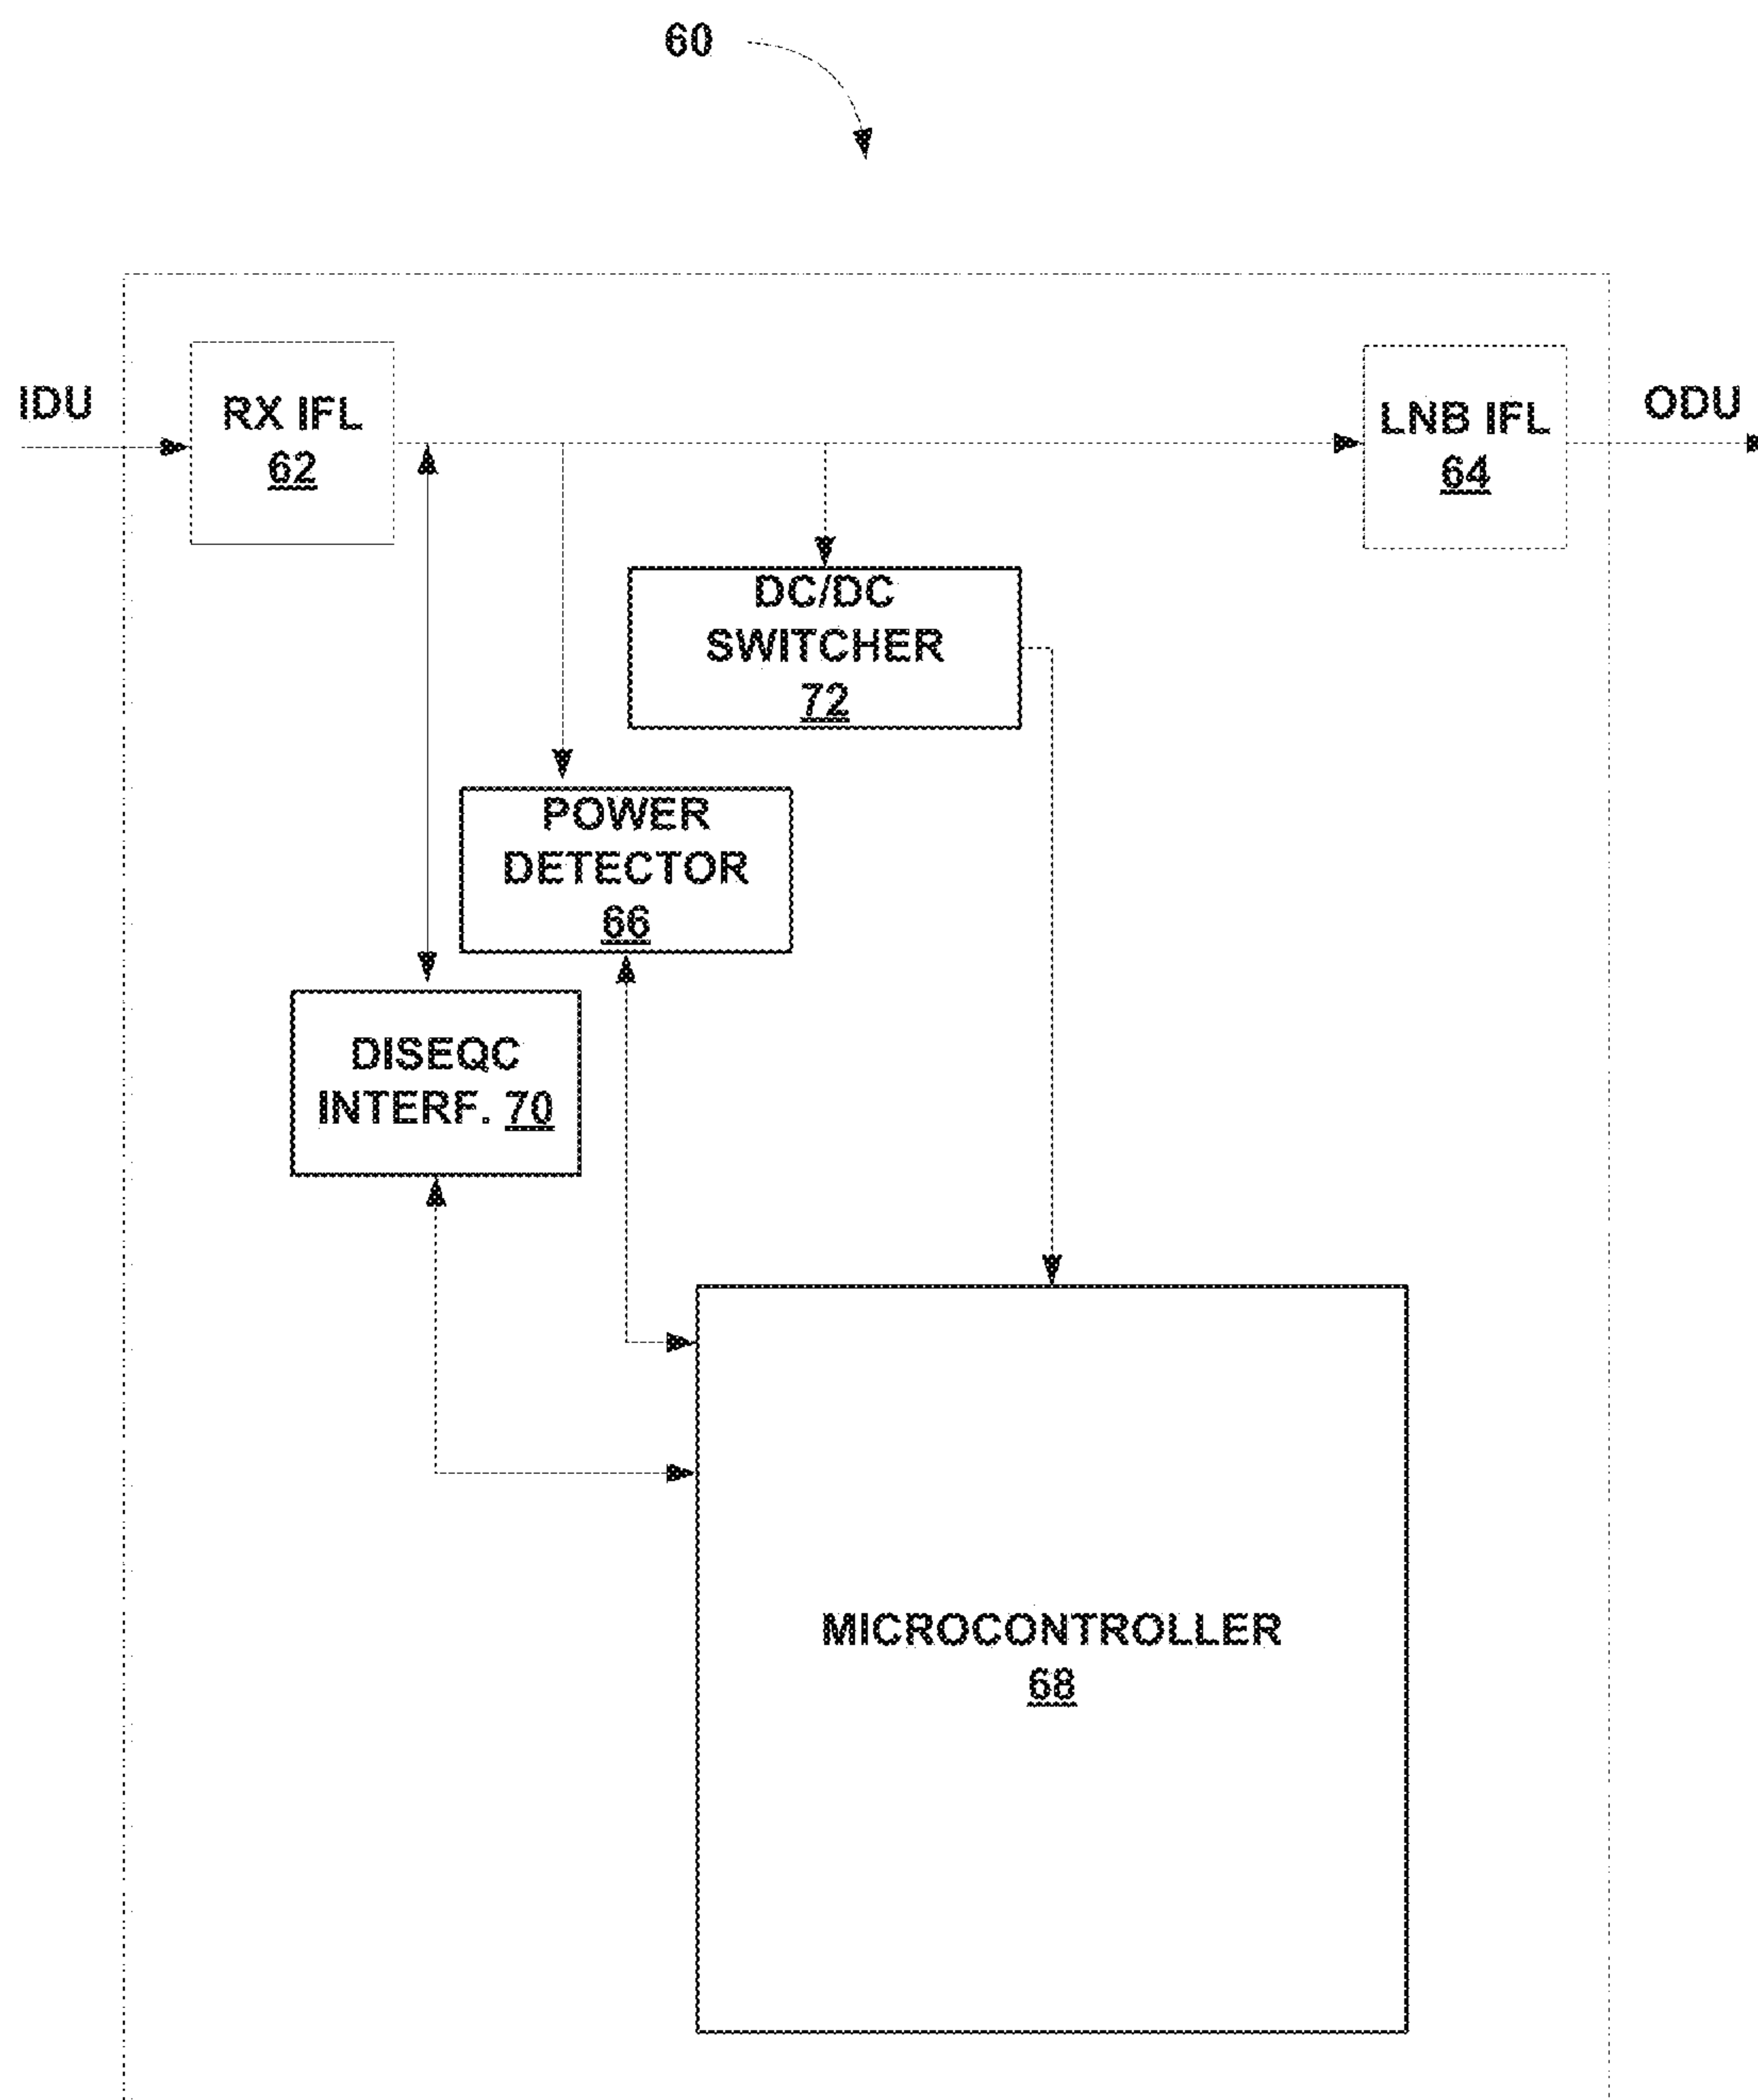 60
IDU
RX IFL
62
LNB IFL
64
ODU
DC/DC
SWITCHER
72
POWER
DETECTOR
66
DISEQC
INTERF. 70
MICROCONTROLLER
68